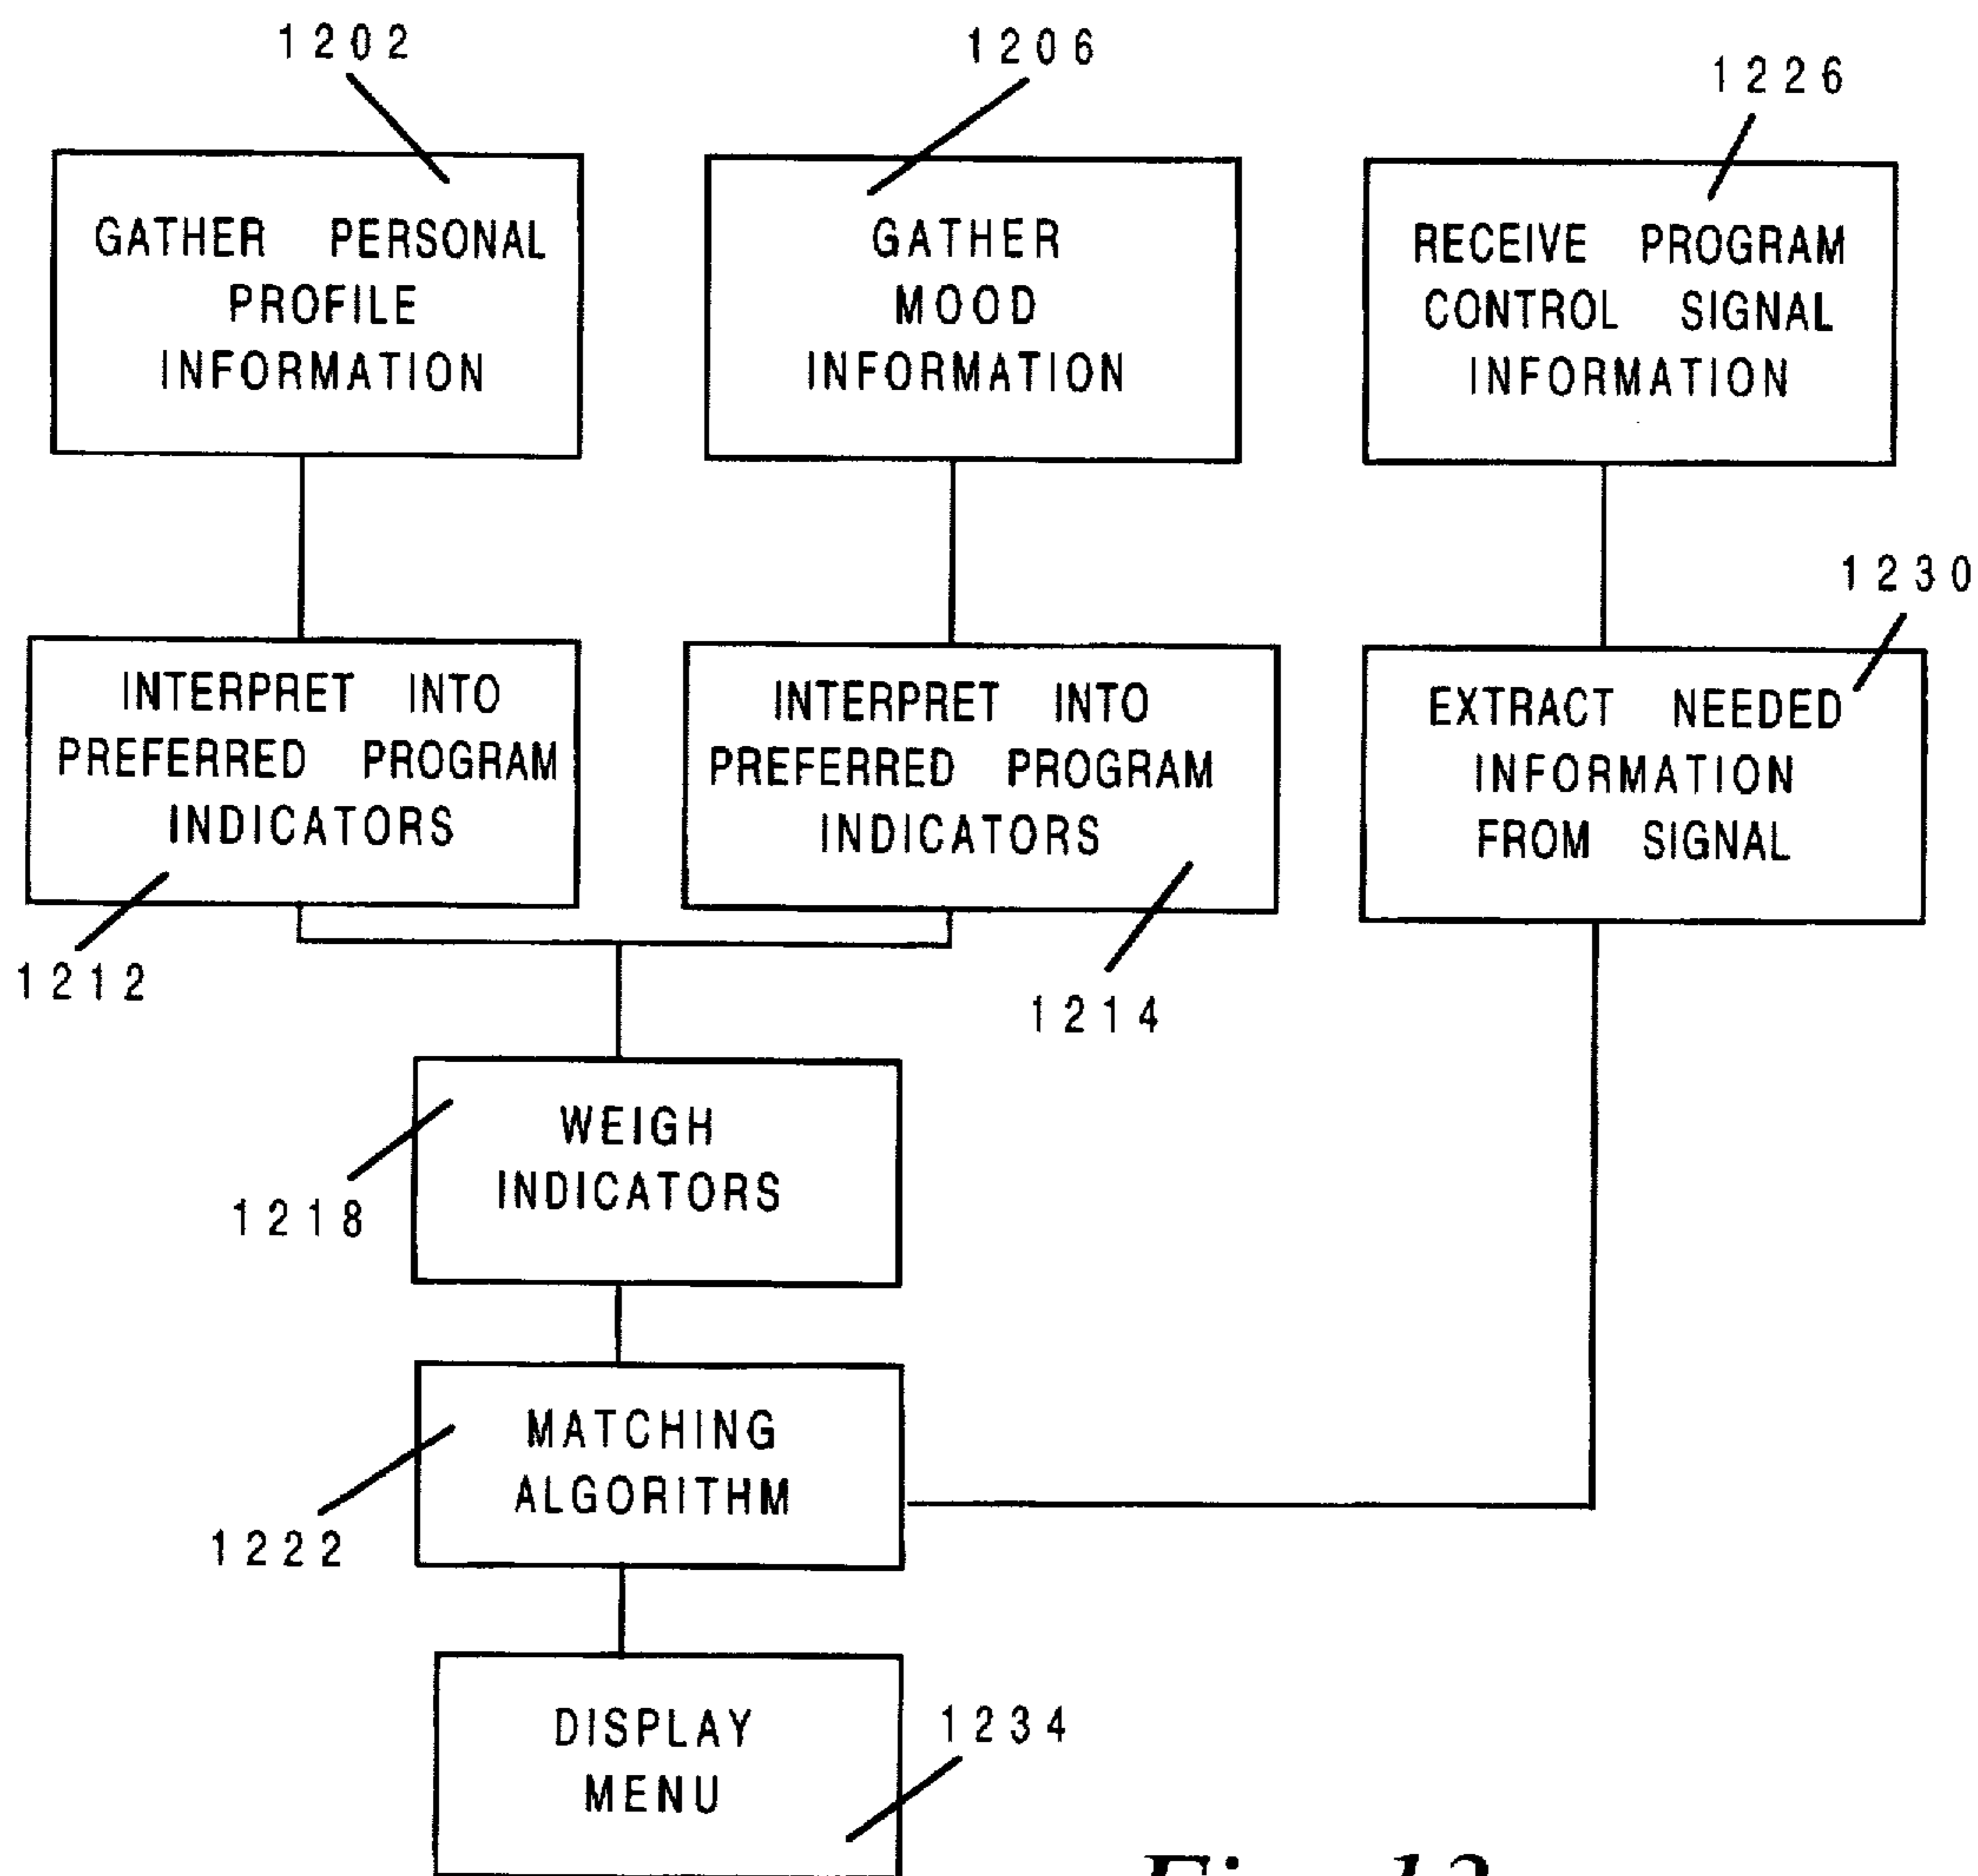 1202
1206
1226
GATHER PERSONAL
PROFILE
INFORMATION
GATHER
MOOD
INFORMATION
RECEIVE PROGRAM
CONTROL SIGNAL
INFORMATION
1230
INTERPRET INTO
PREFERRED PROGRAM
INDICATORS
INTERPRET INTO
PREFERRED PROGRAM
INDICATORS
EXTRACT NEEDED
INFORMATION
FROM SIGNAL
1212
1214
WEIGH
INDICATORS
1218
MATCHING
ALGORITHM
1222
DISPLAY
MENU
1234